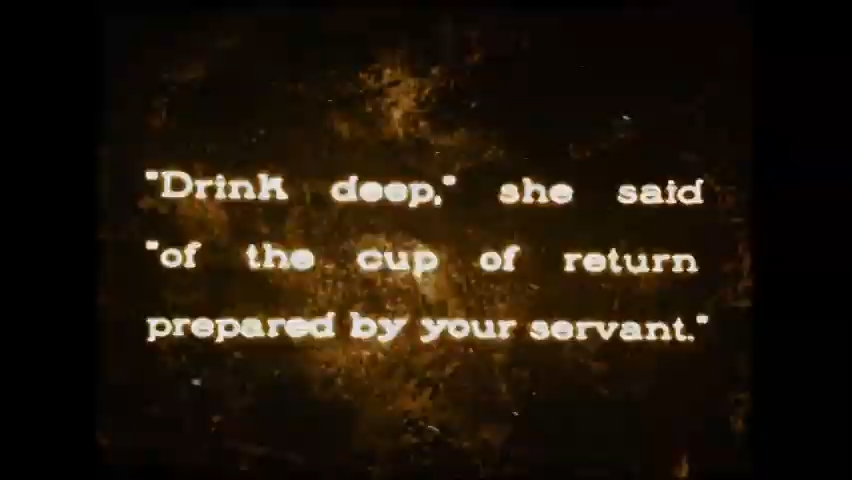 "Drink deep," she said
"of the cup of return
prepared by your servant."